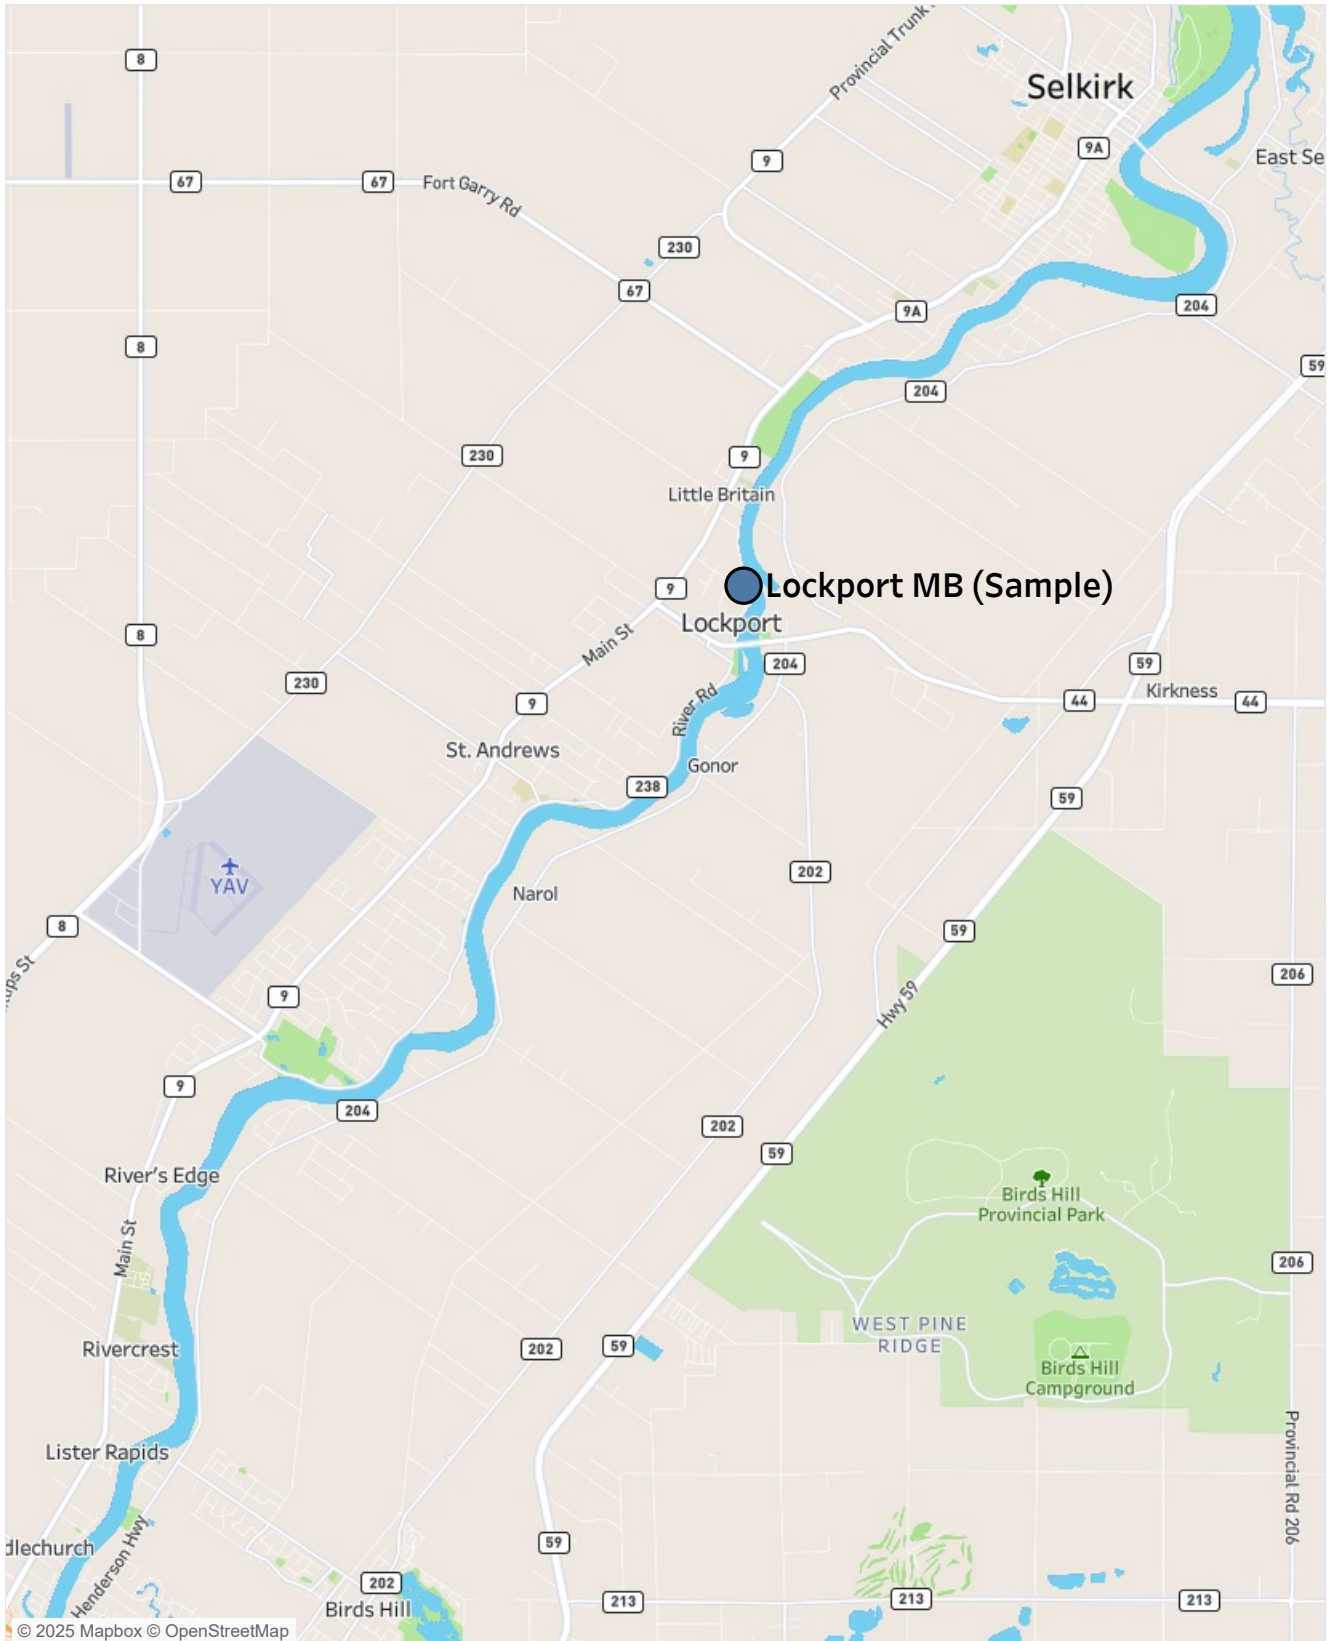 8
Provincial Trunk
Selkirk
9A
9
East Se
67
67
Fort Garry Rd
230
67
204
9A
8
59
204
230
9
Little Britain
Lockport MB (Sample)
9
Lockport
8
Main St
204
59
230
Kirkness
44
44
9
River Rd
St. Andrews
Gonor
238
59
YAV
202
Narol
8
59
206
9
Hwy 59
9
204
202
59
River's Edge
Birds Hill
Provincial Park
Main St
206
WEST PINE
RIDGE
Rivercrest
202
59
Birds Hill
Campground
Lister Rapids
Provincial Rd 206
dlechurch
Henderson Hwy
59
202
Birds Hill
213
213
213
© 2025 Mapbox © OpenStreetMap